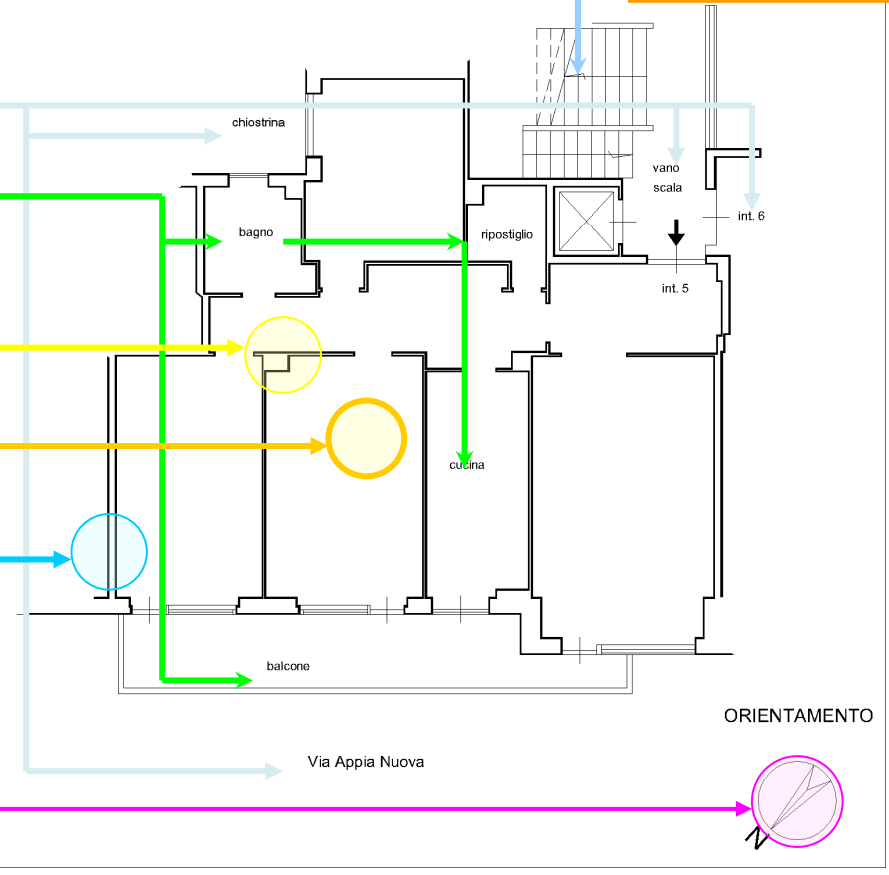 chiostrina
vano
scala
bagno
ripostiglio
int. 6
int. 5
cucina
balcone
ORIENTAMENTO
Via Appia Nuova
N